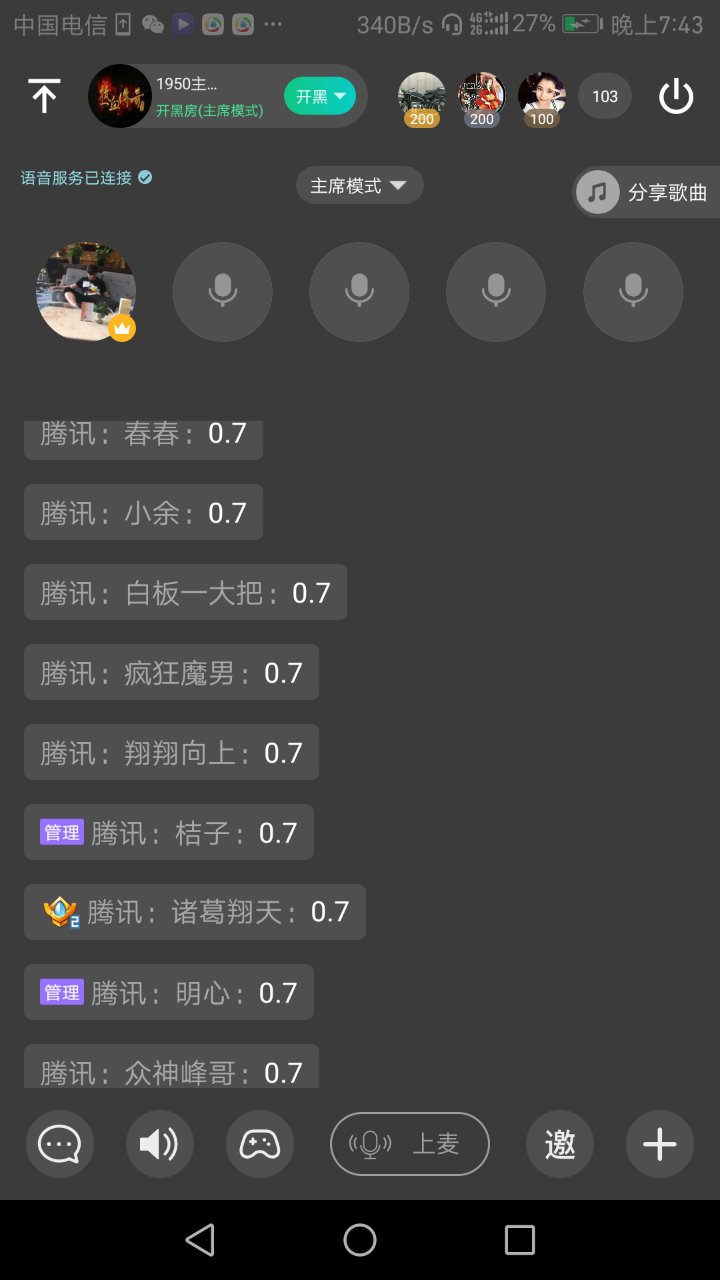 中国电信 ··· 340B/s 4G 2G 27% 晚上7:43
1950主...
开黑房(主席模式)
开黑
200
200
100
103
语音服务已连接
主席模式
分享歌曲
腾讯：春春：0.7
腾讯：小余：0.7
腾讯：白板一大把：0.7
腾讯：疯狂魔男：0.7
腾讯：翔翔向上：0.7
管理 腾讯：桔子：0.7
2 腾讯：诸葛翔天：0.7
管理 腾讯：明心：0.7
腾讯：众神峰哥：0.7
上麦
邀